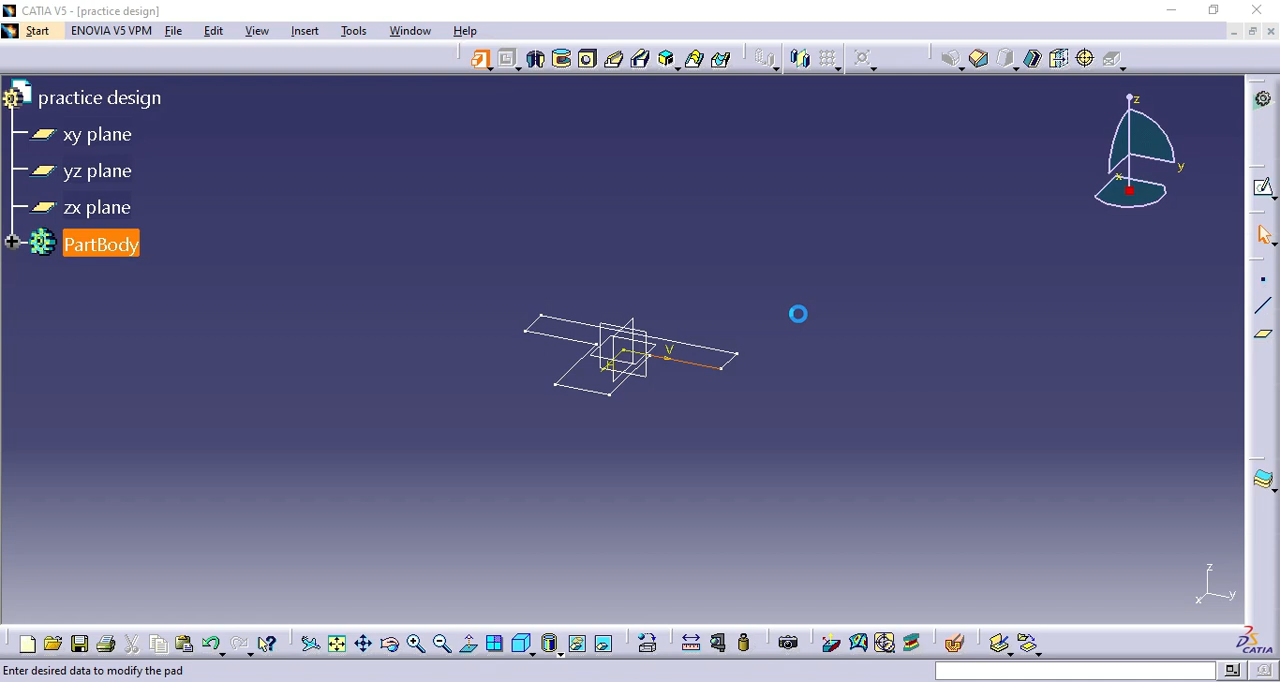 CATIA V5 - [practice design]
Start ENOVIA V5 VPM File Edit View Insert Tools Window Help
practice design
xy plane
yz plane
zx plane
PartBody
z
y
x
V
H
z
x y
CATIA
Enter desired data to modify the pad